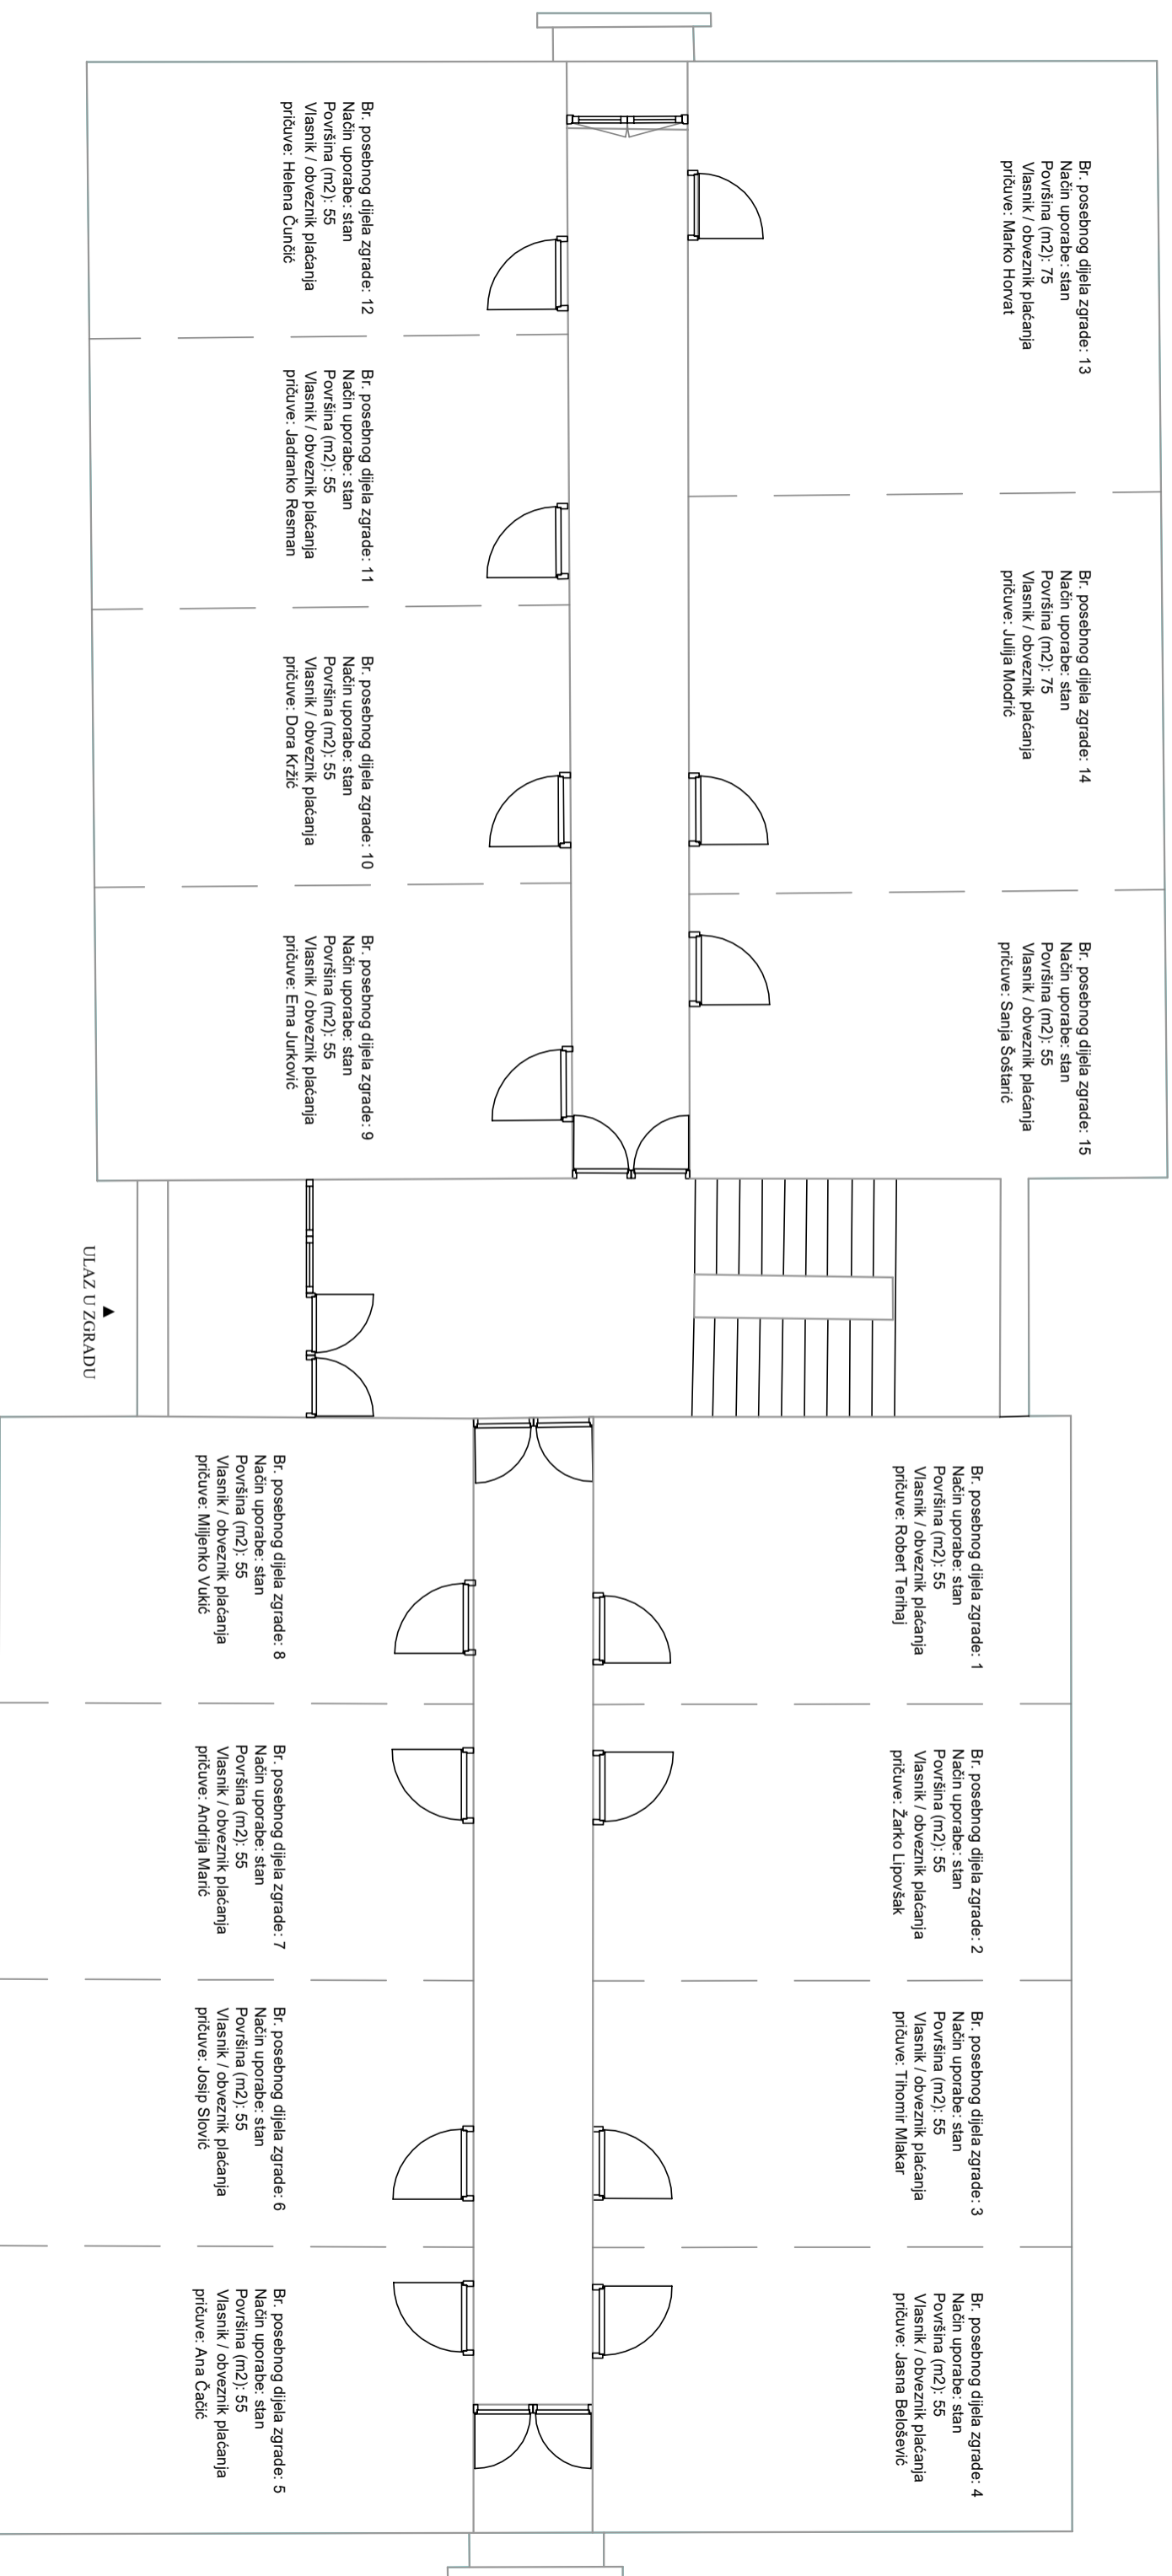 Br. posebnog dijela zgrade: 12
Način uporabe: stan
Površina (m2): 55
Vlasnik / obveznik plaćanja
pričuve: Helena Čunčić
Br. posebnog dijela zgrade: 11
Način uporabe: stan
Površina (m2): 55
Vlasnik / obveznik plaćanja
pričuve: Jadranko Resman
Br. posebnog dijela zgrade: 10
Način uporabe: stan
Površina (m2): 55
Vlasnik / obveznik plaćanja
pričuve: Dora Kržić
Br. posebnog dijela zgrade: 9
Način uporabe: stan
Površina (m2): 55
Vlasnik / obveznik plaćanja
pričuve: Ema Jurković
Br. posebnog dijela zgrade: 13
Način uporabe: stan
Površina (m2): 75
Vlasnik / obveznik plaćanja
pričuve: Marko Horvat
Br. posebnog dijela zgrade: 14
Način uporabe: stan
Površina (m2): 75
Vlasnik / obveznik plaćanja
pričuve: Julija Modrić
Br. posebnog dijela zgrade: 15
Način uporabe: stan
Površina (m2): 55
Vlasnik / obveznik plaćanja
pričuve: Sanja Šoštarić
ULAZ U ZGRADU
Br. posebnog dijela zgrade: 8
Način uporabe: stan
Površina (m2): 55
Vlasnik / obveznik plaćanja
pričuve: Miljenko Vukić
Br. posebnog dijela zgrade: 7
Način uporabe: stan
Površina (m2): 55
Vlasnik / obveznik plaćanja
pričuve: Andrija Marić
Br. posebnog dijela zgrade: 6
Način uporabe: stan
Površina (m2): 55
Vlasnik / obveznik plaćanja
pričuve: Josip Slović
Br. posebnog dijela zgrade: 5
Način uporabe: stan
Površina (m2): 55
Vlasnik / obveznik plaćanja
pričuve: Ana Čačić
Br. posebnog dijela zgrade: 1
Način uporabe: stan
Površina (m2): 55
Vlasnik / obveznik plaćanja
pričuve: Robert Terihaj
Br. posebnog dijela zgrade: 2
Način uporabe: stan
Površina (m2): 55
Vlasnik / obveznik plaćanja
pričuve: Žarko Lipovšak
Br. posebnog dijela zgrade: 3
Način uporabe: stan
Površina (m2): 55
Vlasnik / obveznik plaćanja
pričuve: Tihomir Mlakar
Br. posebnog dijela zgrade: 4
Način uporabe: stan
Površina (m2): 55
Vlasnik / obveznik plaćanja
pričuve: Jasna Belošević